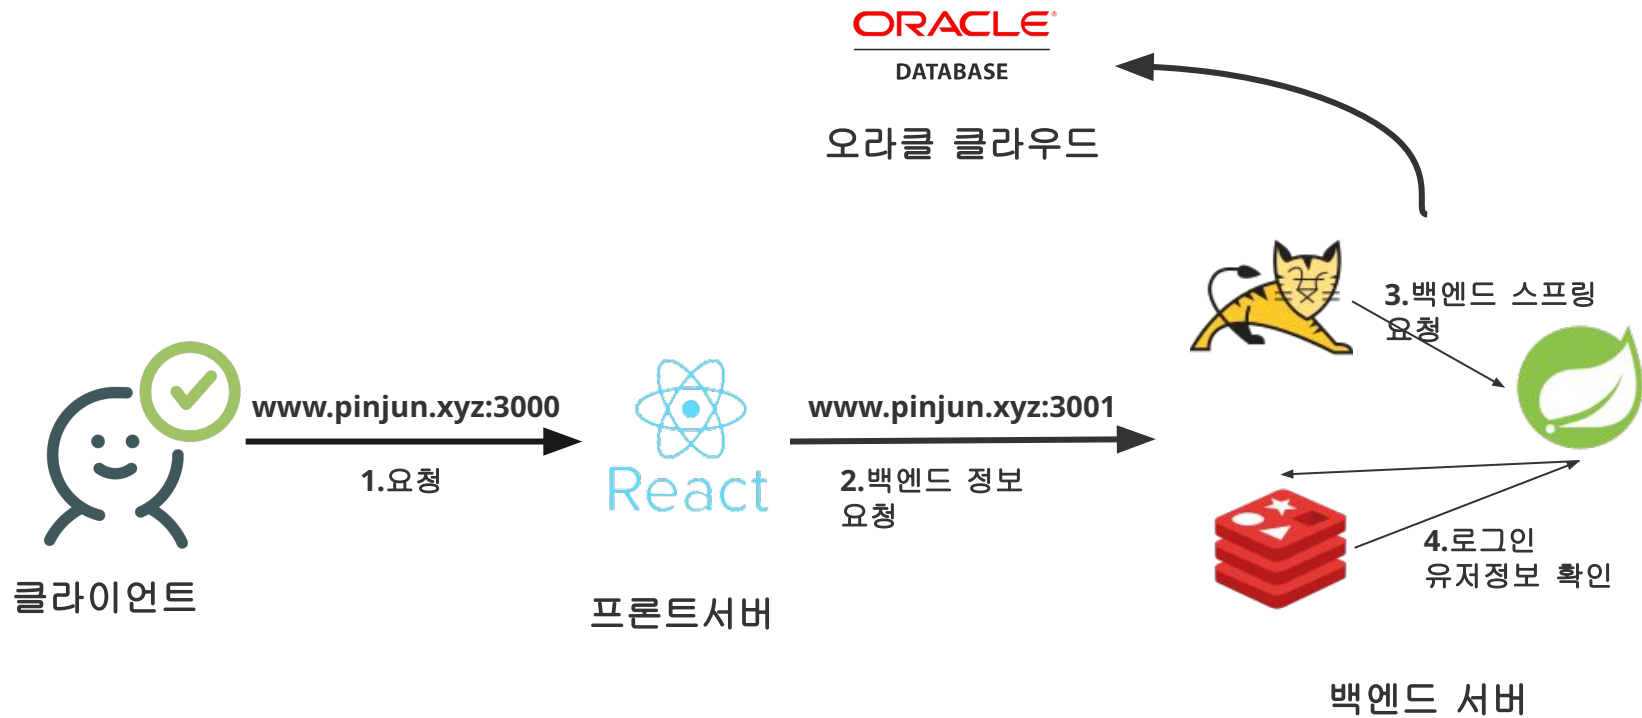 ORACLE
DATABASE
오라클 클라우드
3.백엔드 스프링
요청
www.pinjun.xyz:3000
1.요청
React
www.pinjun.xyz:3001
2.백엔드 정보
요청
4.로그인
유저정보 확인
클라이언트
프론트서버
백엔드 서버